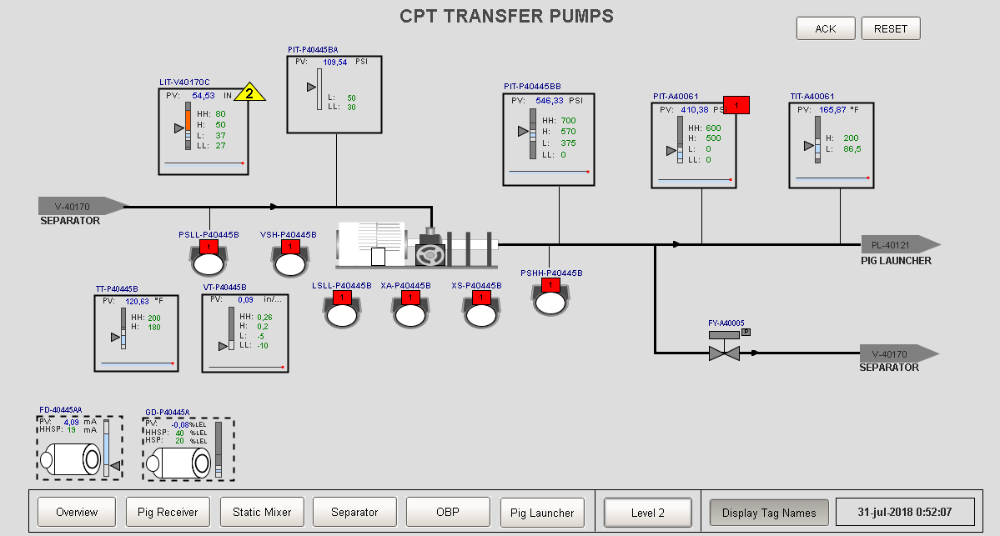 CPT TRANSFER PUMPS
ACK
RESET
PIT-P40445BA
PV: 109,54 PSI
L: 50
LL: 30
LIT-V40170C
PV: 54,53 IN
2
HH: 80
H: 50
L: 37
LL: 27
PIT-P40445BB
PV: 546,33 PSI
HH: 700
H: 570
L: 375
LL: 0
PIT-A40061
1
PV: 410,38 PSI
HH: 600
H: 500
L: 0
LL: 0
TIT-A40061
PV: 165,87 °F
H: 200
L: 86,5
V-40170
SEPARATOR
PSLL-P40445B
1
VSH-P40445B
1
PL-40121
PIG LAUNCHER
PSHH-P40445B
1
LSLL-P40445B
1
XA-P40445B
1
XS-P40445B
1
TT-P40445B
PV: 120,63 °F
HH: 200
H: 180
VT-P40445B
PV: 0,09 in/...
HH: 0,26
H: 0,2
L: -5
LL: -10
FY-A40005
P
V-40170
SEPARATOR
FD-40445AA
PV: 4,09 mA
HHSP: 19 mA
GD-P40445A
PV: -0,08 %LEL
HHSP: 40 %LEL
HSP: 20 %LEL
Overview
Pig Receiver
Static Mixer
Separator
OBP
Pig Launcher
Level 2
Display Tag Names
31-jul-2018 0:52:07